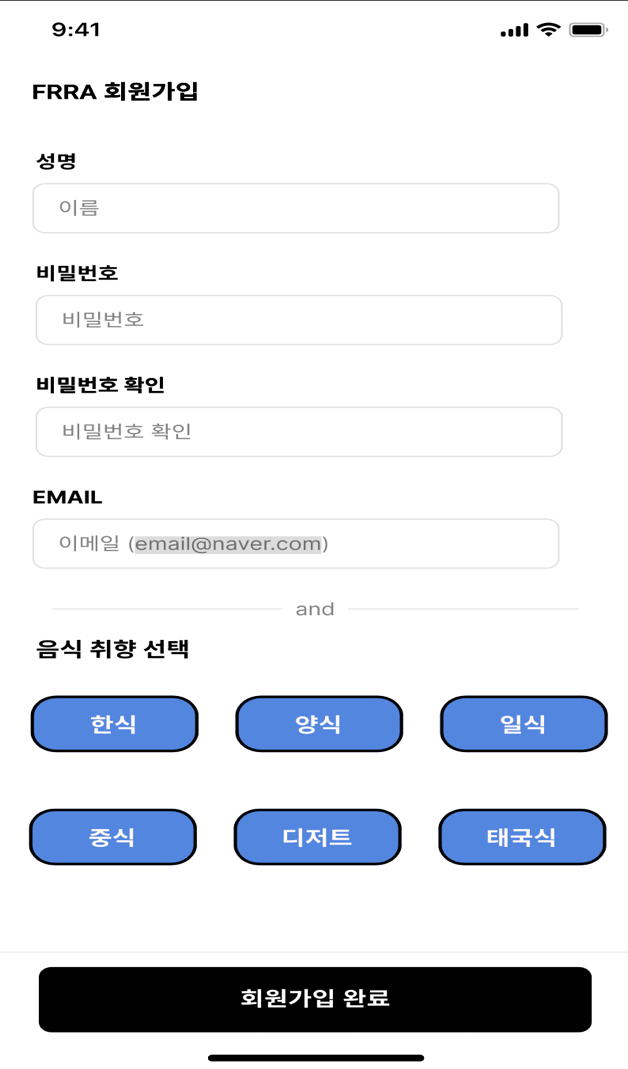 9:41
FRRA 회원가입
성명
이름
비밀번호
비밀번호
비밀번호 확인
비밀번호 확인
EMAIL
이메일 (email@naver.com)
and
음식 취향 선택
한식 양식 일식
중식 디저트 태국식
회원가입 완료